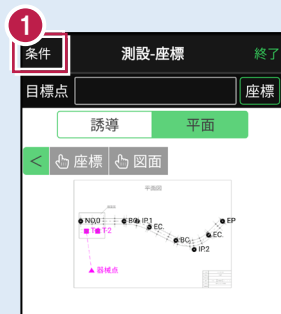 1
条件 測設-座標 終了
目標点 座標
誘導 平面
< 座標 図面
平面図
NO.0 BC IP.1 EC. EP
T-2 BC. EC
IP.2
器械点